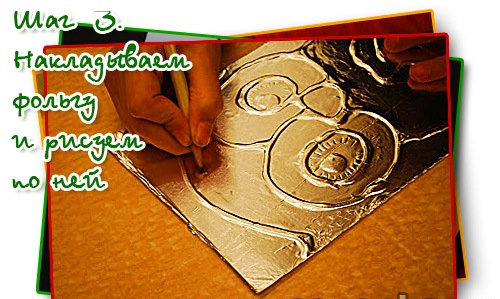 Шаг 3.
Накладываем
фольгу
и рисуем
по ней